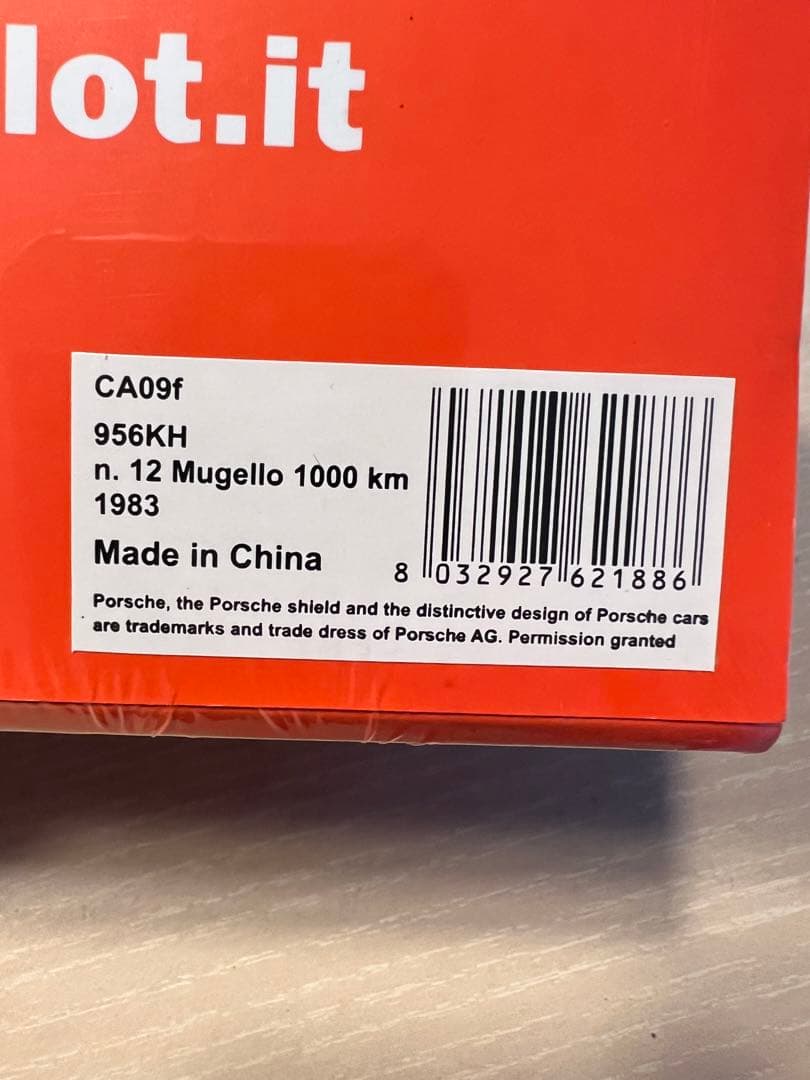 lot.it
CA09f
956KH
n. 12 Mugello 1000 km
1983
Made in China
8 032927 621886
Porsche, the Porsche shield and the distinctive design of Porsche cars
are trademarks and trade dress of Porsche AG. Permission granted